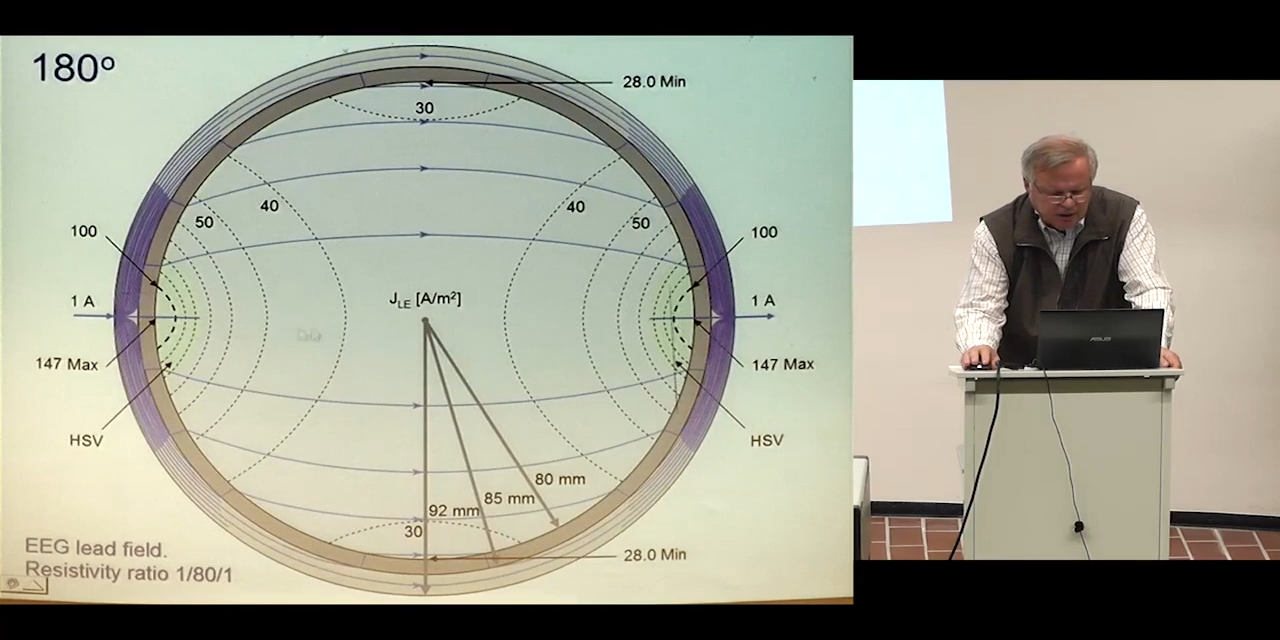 180°
28.0 Min
30
40
50
40
50
100
100
1 A
J_LE [A/m²]
1 A
147 Max
147 Max
HSV
HSV
80 mm
85 mm
92 mm
30
28.0 Min
EEG lead field.
Resistivity ratio 1/80/1
ASUS